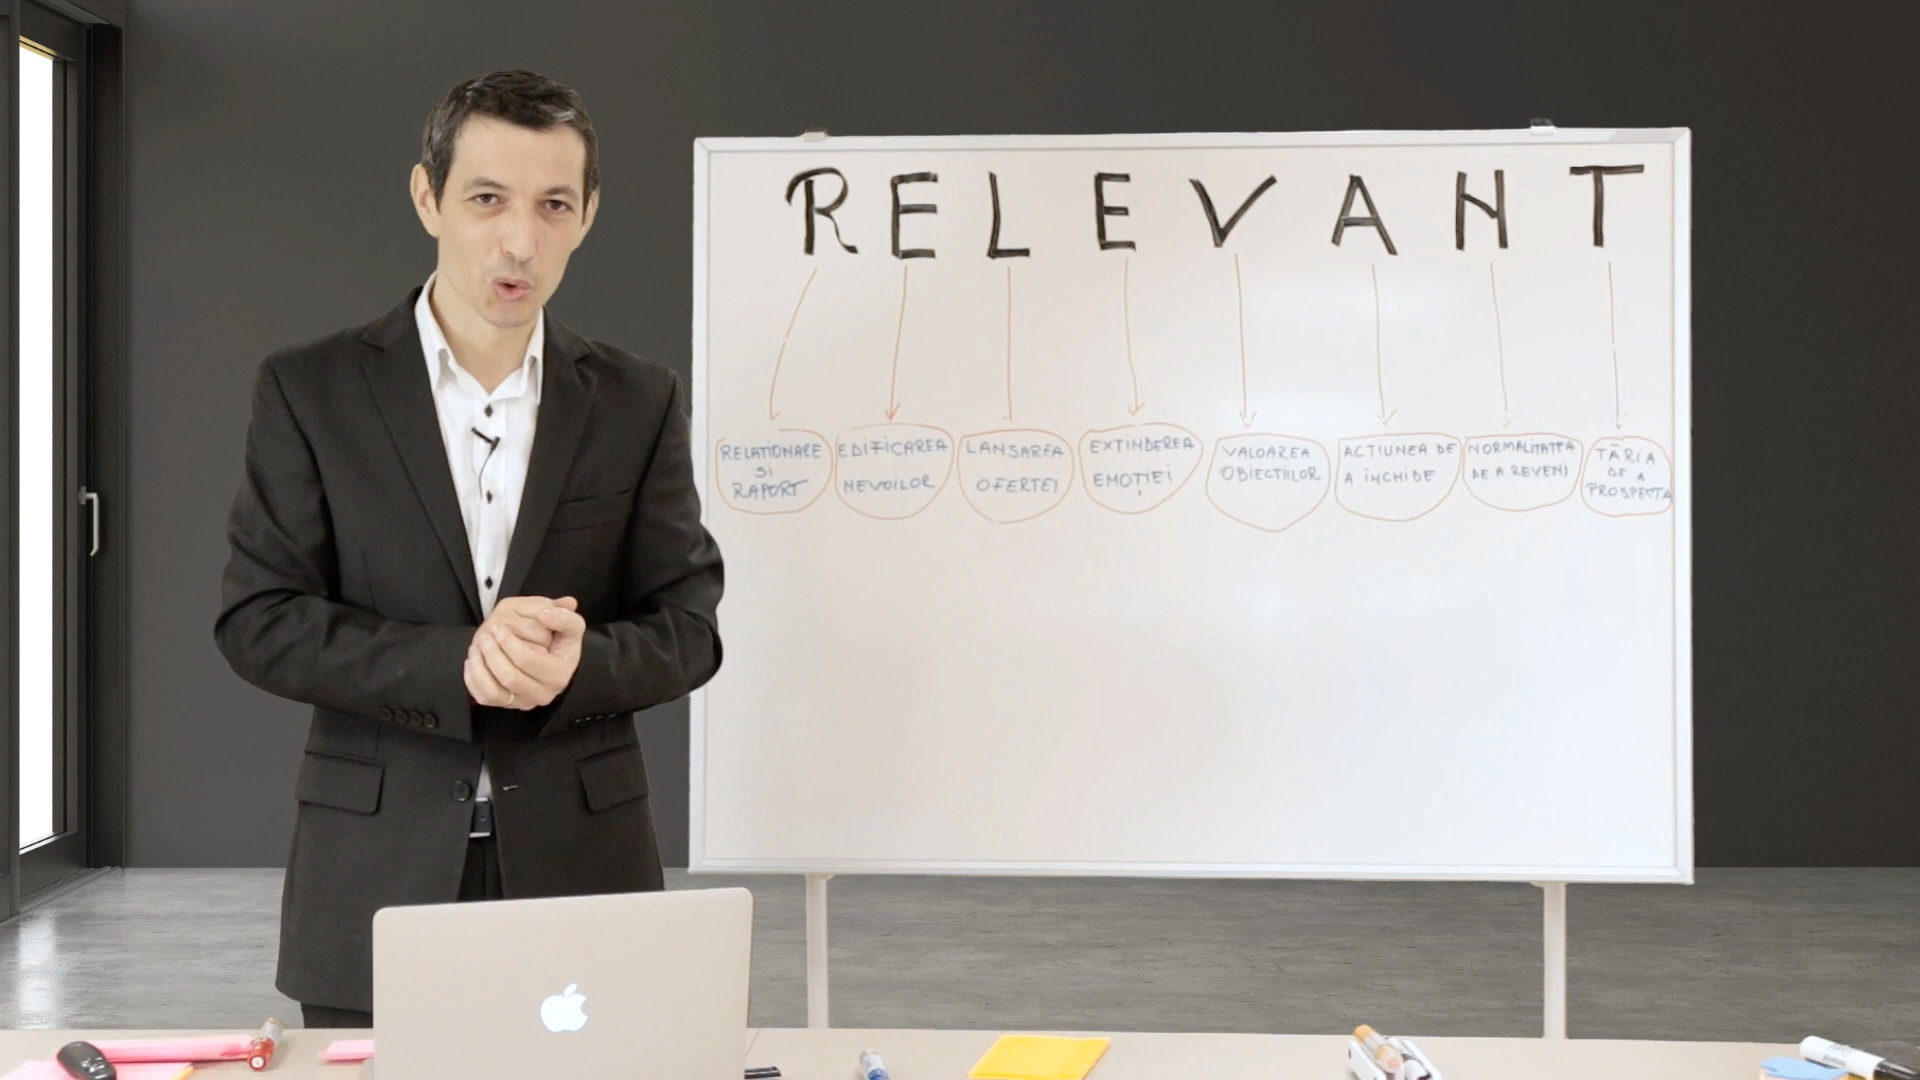 RELEVANT
RELATIONARE
SI
RAPORT
EDIFICAREA
NEVOILOR
LANSAREA
OFERTEI
EXTINDEREA
EMOȚIEI
VALOAREA
OBIECTIILOR
ACTIUNEA DE
A ÎNCHIDE
NORMALITATEA
DE A REVENI
TĂRIA
DE A
PROSPECTA